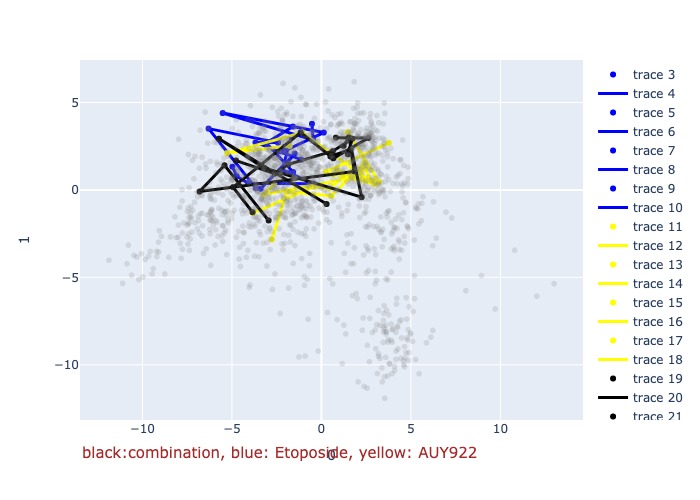 5
0
−5
−10
1
−10
−5
0
5
10
0
black:combination, blue: Etoposide, yellow: AUY922
trace 3
trace 4
trace 5
trace 6
trace 7
trace 8
trace 9
trace 10
trace 11
trace 12
trace 13
trace 14
trace 15
trace 16
trace 17
trace 18
trace 19
trace 20
trace 21